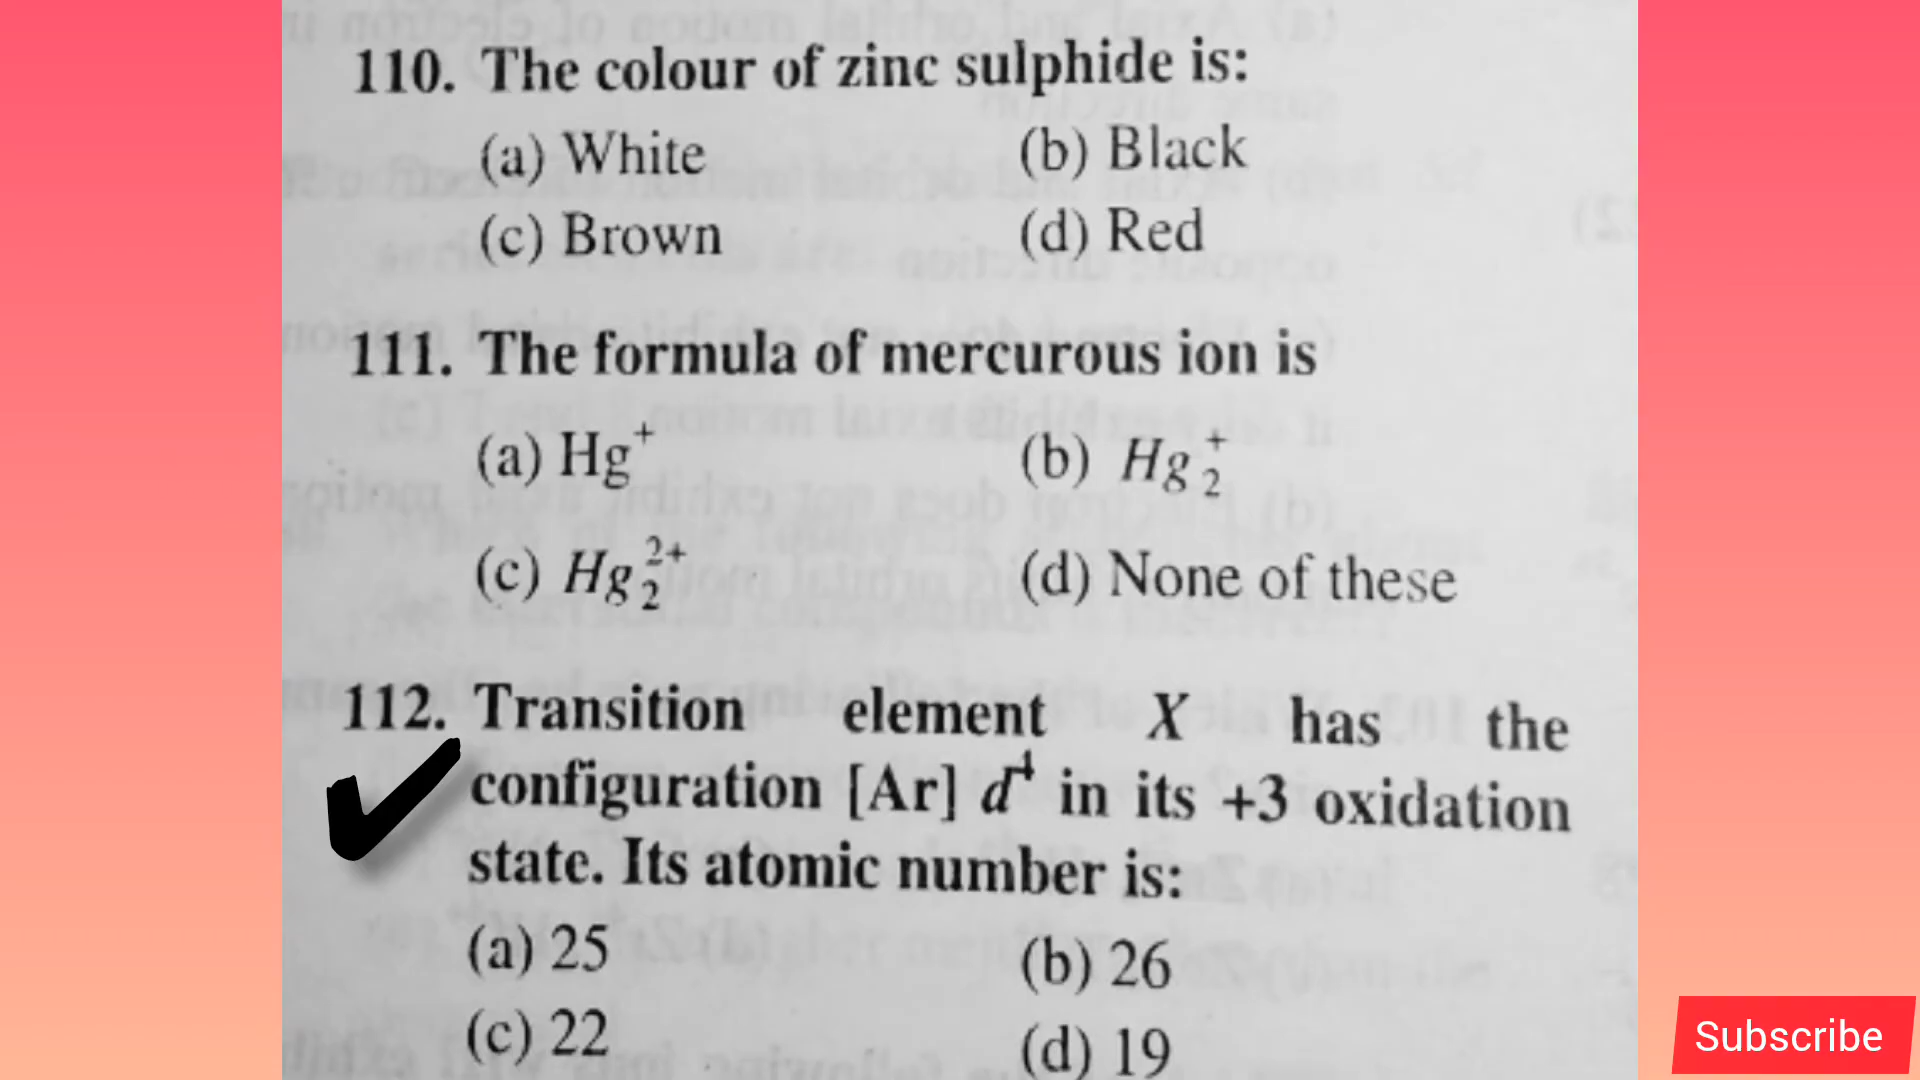 110. The colour of zinc sulphide is:
(a) White (b) Black
(c) Brown (d) Red
111. The formula of mercurous ion is
(a) Hg⁺ (b) Hg₂⁺
(c) Hg₂²⁺ (d) None of these
112. Transition element X has the
configuration [Ar] d⁴ in its +3 oxidation
state. Its atomic number is:
(a) 25 (b) 26
(c) 22 (d) 19
Subscribe